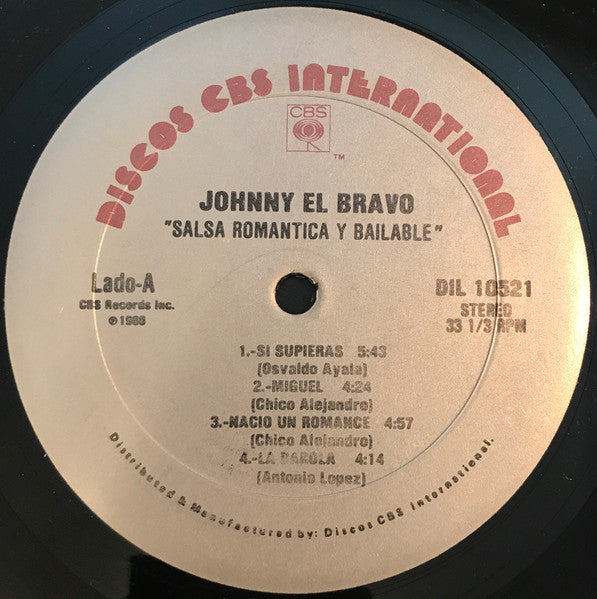 DISCOS CBS INTERNATIONAL
CBS
TM
JOHNNY EL BRAVO
"SALSA ROMANTICA Y BAILABLE"
Lado-A
CBS Records Inc.
℗1988
DIL 10521
STEREO
33 1/3 RPM
1.-SI SUPIERAS 5:43
(Osvaldo Ayala)
2.-MIGUEL 4:24
(Chico Alejandro)
3.-NACIO UN ROMANCE 4:57
(Chico Alejandro)
4.-LA BAROLA 4:14
(Antonio Lopez)
Distributed & Manufactured by: Discos CBS International.